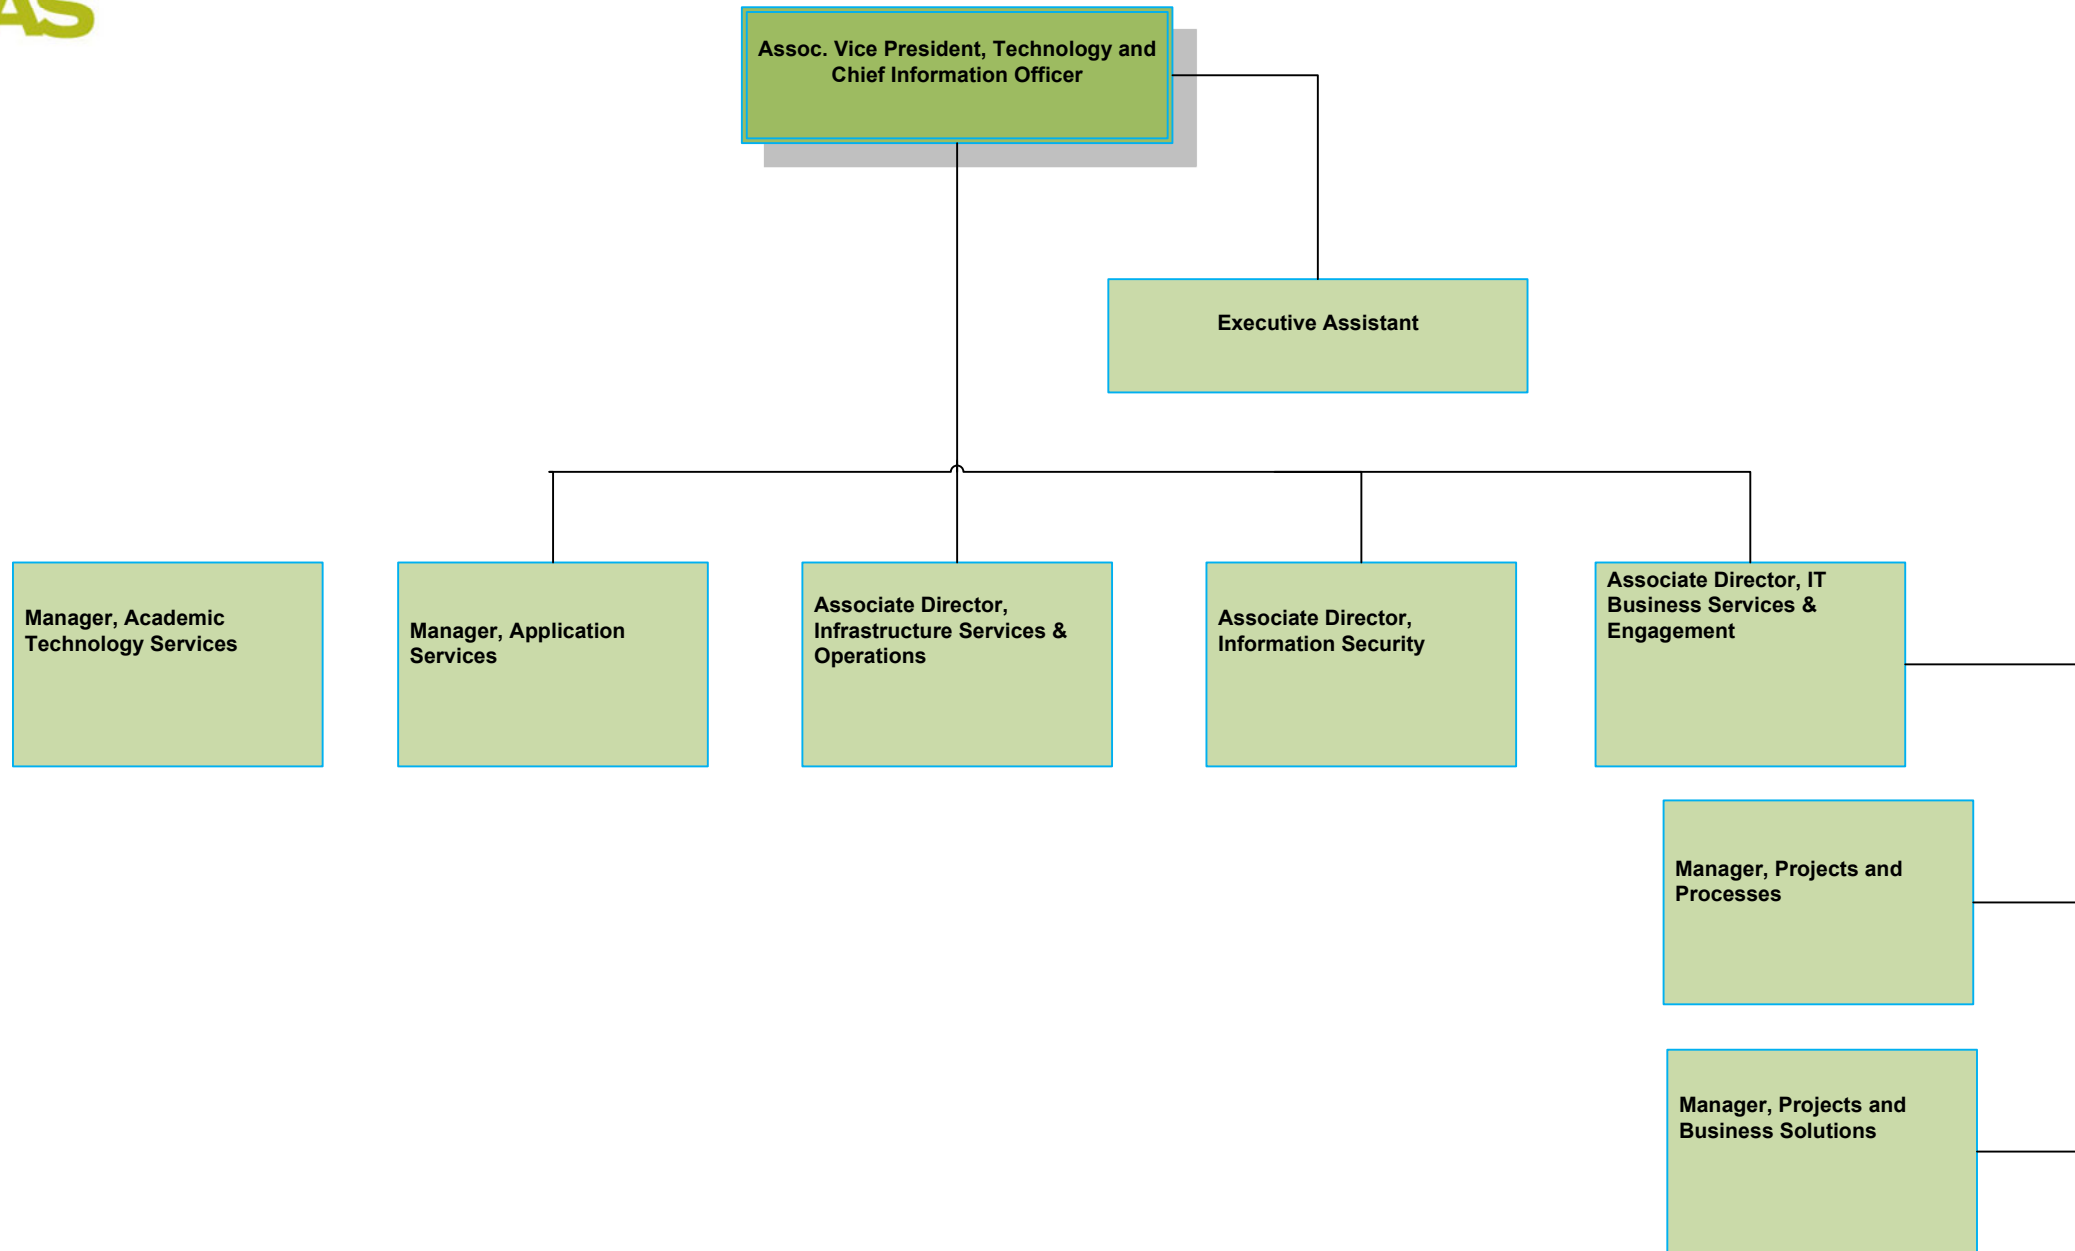 AS
Assoc. Vice President, Technology and
Chief Information Officer
Executive Assistant
Manager, Academic
Technology Services
Manager, Application
Services
Associate Director,
Infrastructure Services &
Operations
Associate Director,
Information Security
Associate Director, IT
Business Services &
Engagement
Manager, Projects and
Processes
Manager, Projects and
Business Solutions